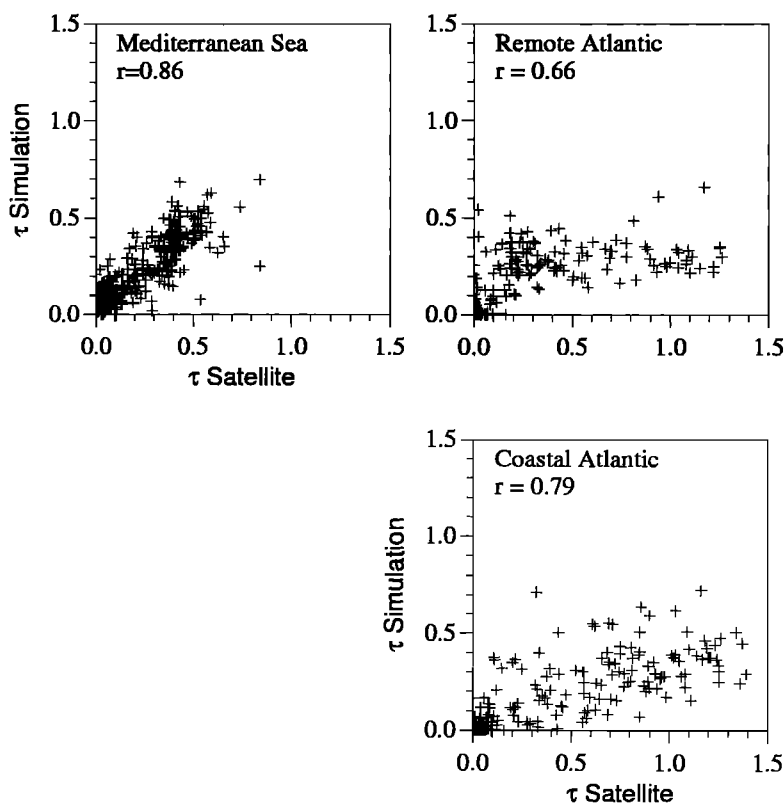 Mediterranean Sea
r=0.86
1.5
1.0
0.5
0.0
τ Simulation
0.0 0.5 1.0 1.5
τ Satellite
Remote Atlantic
r = 0.66
1.5
1.0
0.5
0.0
0.0 0.5 1.0 1.5
Coastal Atlantic
r = 0.79
1.5
1.0
0.5
0.0
τ Simulation
0.0 0.5 1.0 1.5
τ Satellite